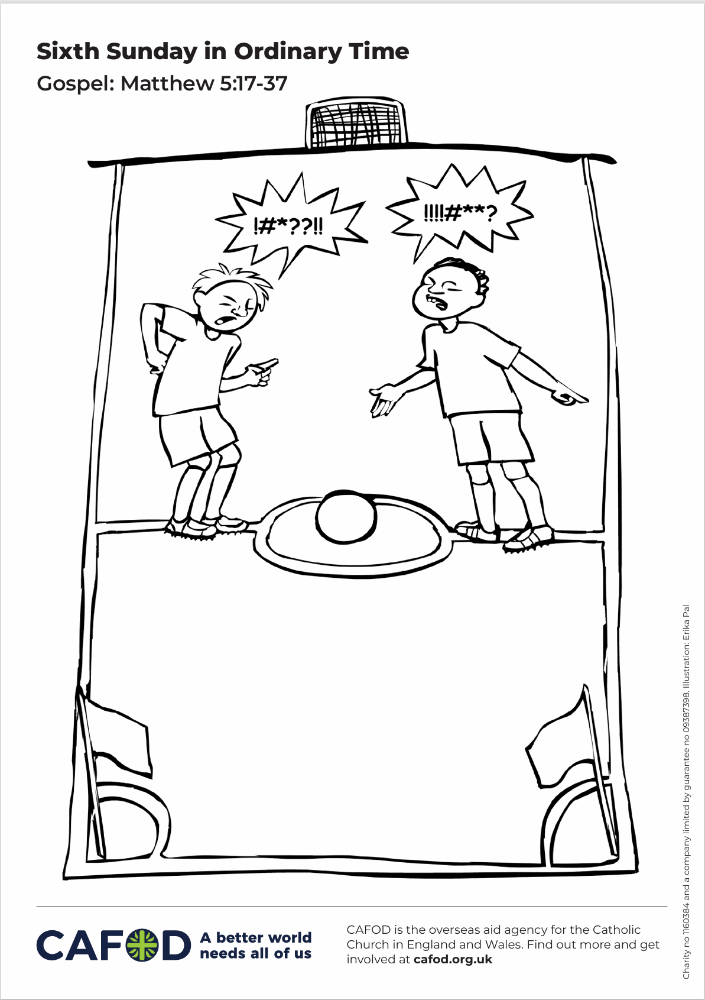 Sixth Sunday in Ordinary Time
Gospel: Matthew 5:17-37
!#*??!!
!!!!#**?
Charity no 1160384 and a company limited by guarantee no 09387398. Illustration: Erika Pal
CAFOD
A better world
needs all of us
CAFOD is the overseas aid agency for the Catholic
Church in England and Wales. Find out more and get
involved at cafod.org.uk